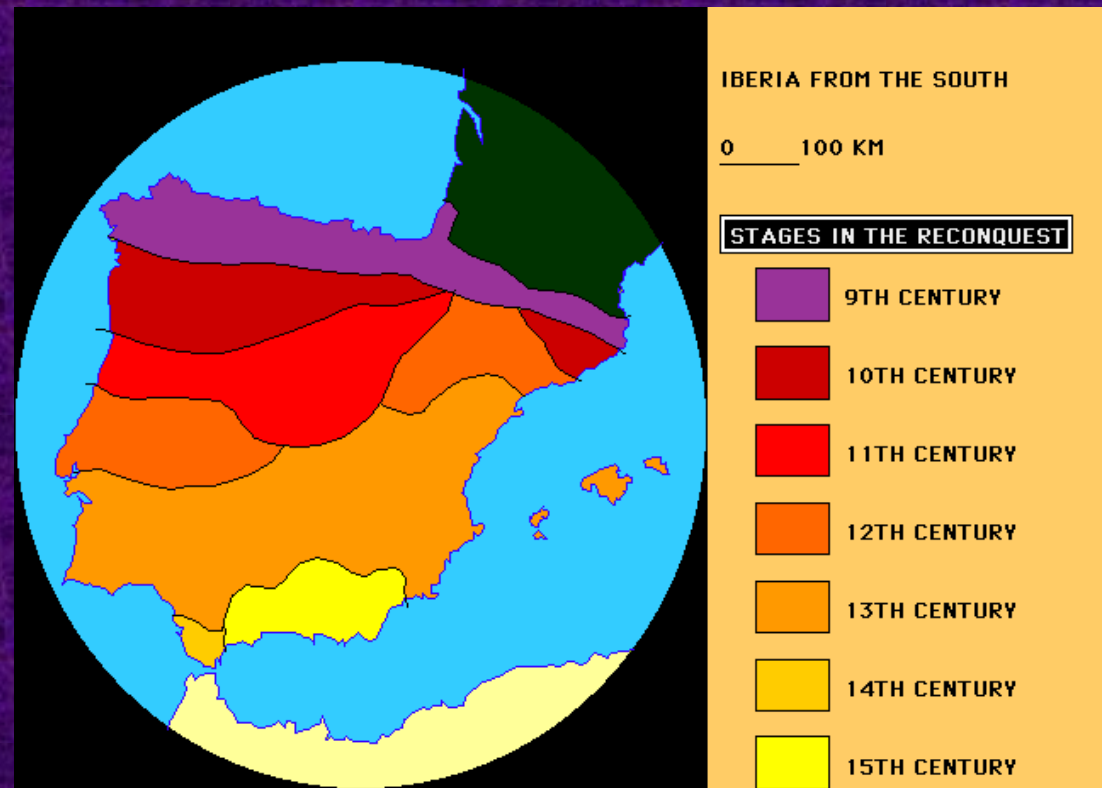 IBERIA FROM THE SOUTH
0 100 KM
STAGES IN THE RECONQUEST
9TH CENTURY
10TH CENTURY
11TH CENTURY
12TH CENTURY
13TH CENTURY
14TH CENTURY
15TH CENTURY